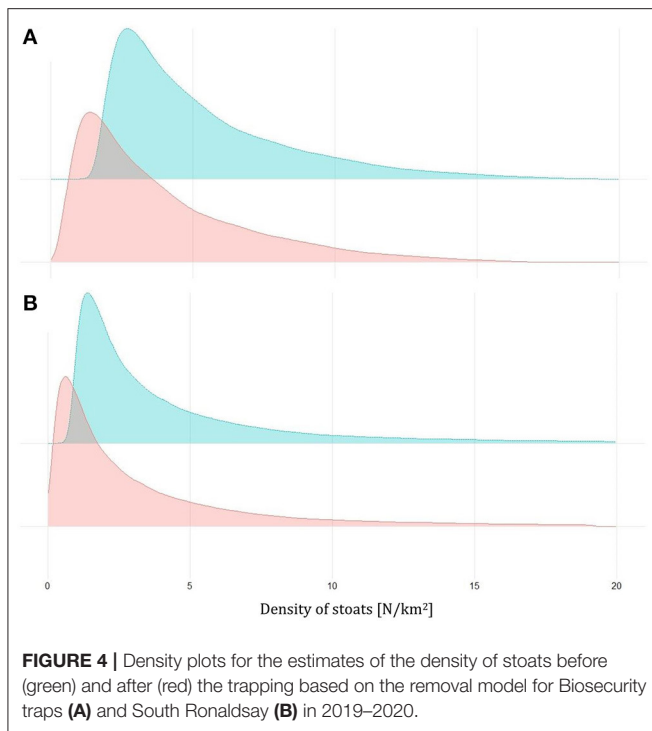 A
B
0 5 10 15 20
Density of stoats [N/km²]
FIGURE 4 | Density plots for the estimates of the density of stoats before
(green) and after (red) the trapping based on the removal model for Biosecurity
traps (A) and South Ronaldsay (B) in 2019–2020.